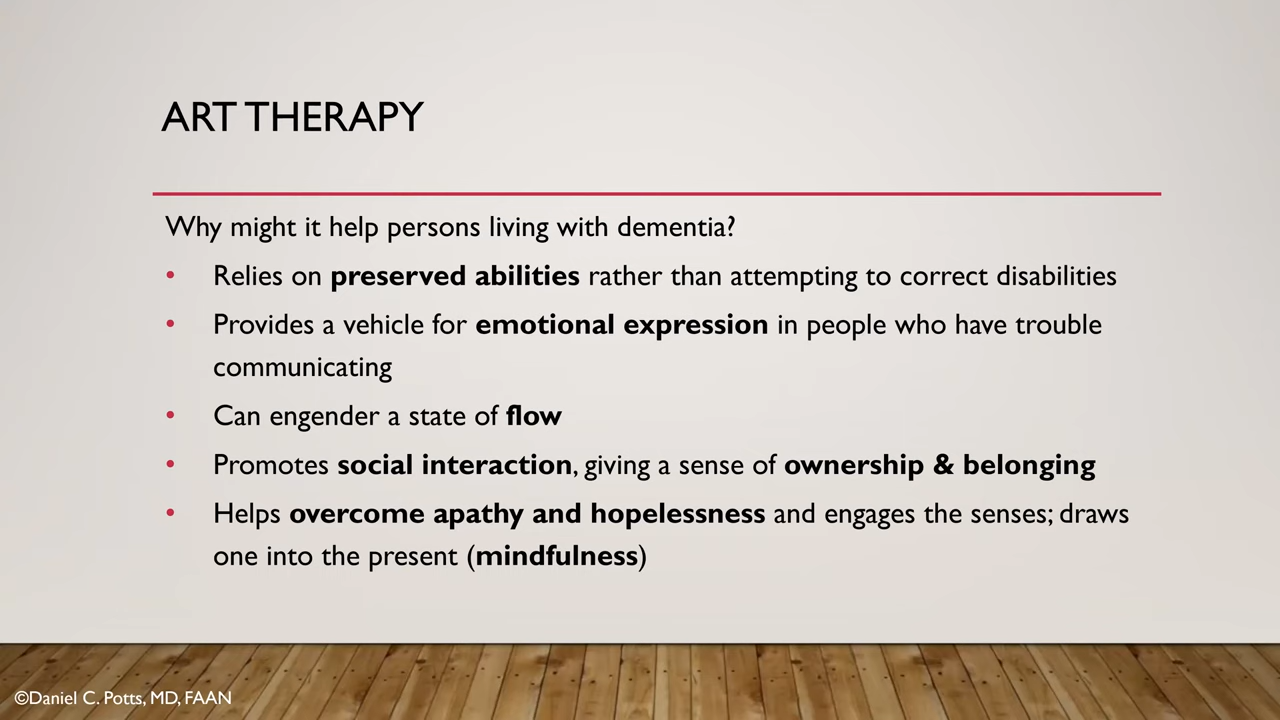 ART THERAPY
Why might it help persons living with dementia?
• Relies on preserved abilities rather than attempting to correct disabilities
• Provides a vehicle for emotional expression in people who have trouble
communicating
• Can engender a state of flow
• Promotes social interaction, giving a sense of ownership & belonging
• Helps overcome apathy and hopelessness and engages the senses; draws
one into the present (mindfulness)
©Daniel C. Potts, MD, FAAN